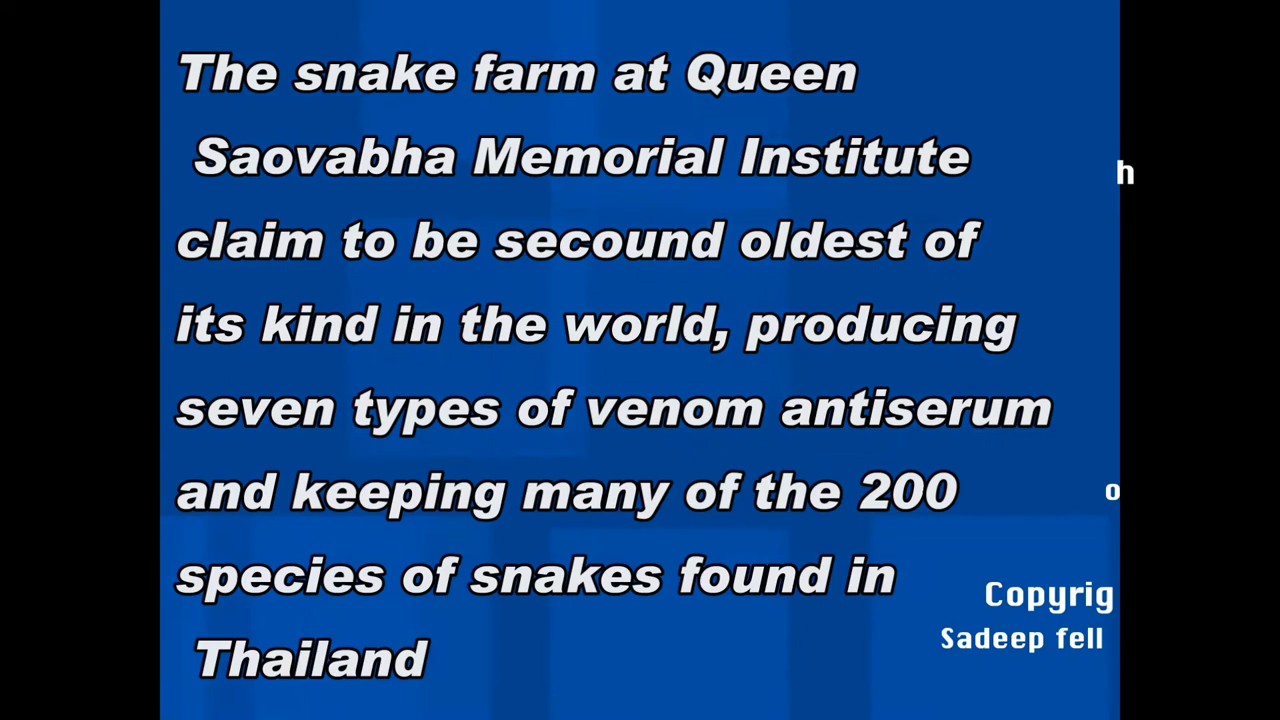 The snake farm at Queen
Saovabha Memorial Institute
claim to be secound oldest of
its kind in the world, producing
seven types of venom antiserum
and keeping many of the 200
species of snakes found in
Thailand
h
o
Copyrig
Sadeep fell